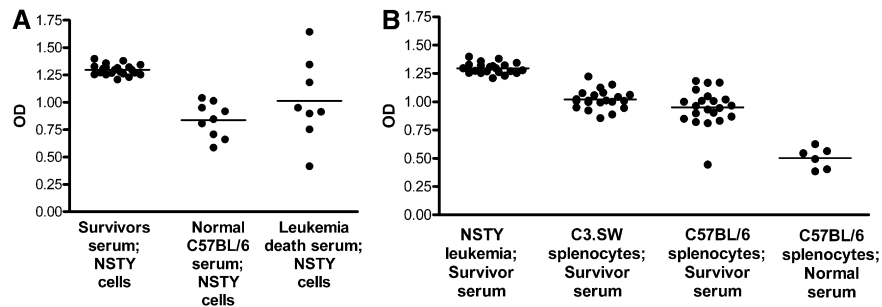 A
1.75
1.50
1.25
1.00
0.75
0.50
0.25
0.00
OD
Survivors
serum;
NSTY
cells
Normal
C57BL/6
serum;
NSTY
cells
Leukemia
death serum;
NSTY
cells
B
1.75
1.50
1.25
1.00
0.75
0.50
0.25
0.00
OD
NSTY
leukemia;
Survivor
serum
C3.SW
splenocytes;
Survivor
serum
C57BL/6
splenocytes;
Survivor
serum
C57BL/6
splenocytes;
Normal
serum